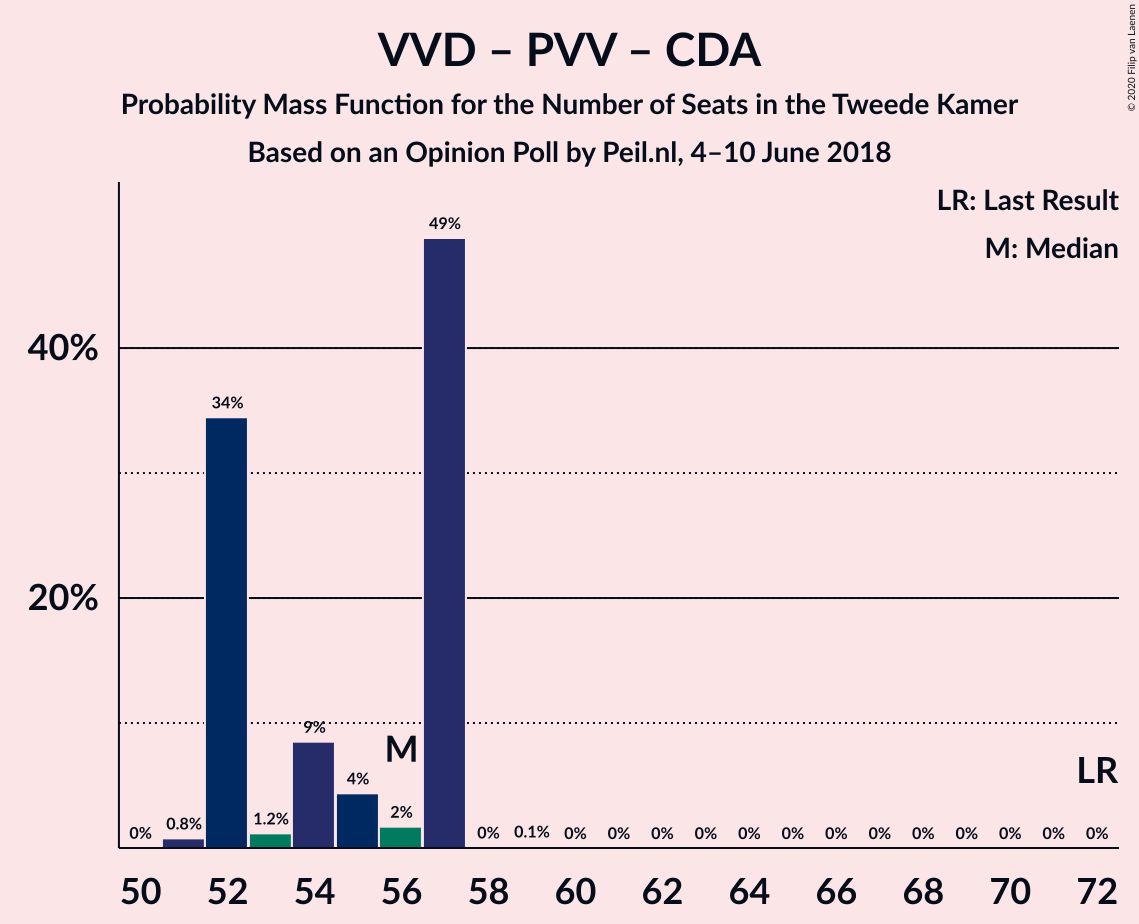 VVD – PVV – CDA
Probability Mass Function for the Number of Seats in the Tweede Kamer
Based on an Opinion Poll by Peil.nl, 4–10 June 2018
© 2020 Filip van Laenen
LR: Last Result
M: Median
40%
20%
0%
0.8%
34%
1.2%
9%
4%
2%
49%
0%
0.1%
0%
0%
0%
0%
0%
0%
0%
0%
0%
0%
0%
0%
0%
M
LR
50 52 54 56 58 60 62 64 66 68 70 72